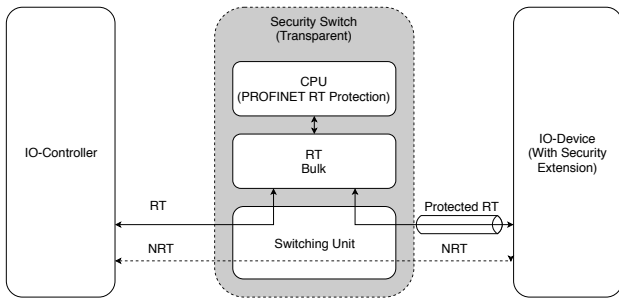 Security Switch
(Transparent)
CPU
(PROFINET RT Protection)
IO-Controller
RT
Bulk
IO-Device
(With Security
Extension)
RT
Protected RT
NRT
Switching Unit
NRT